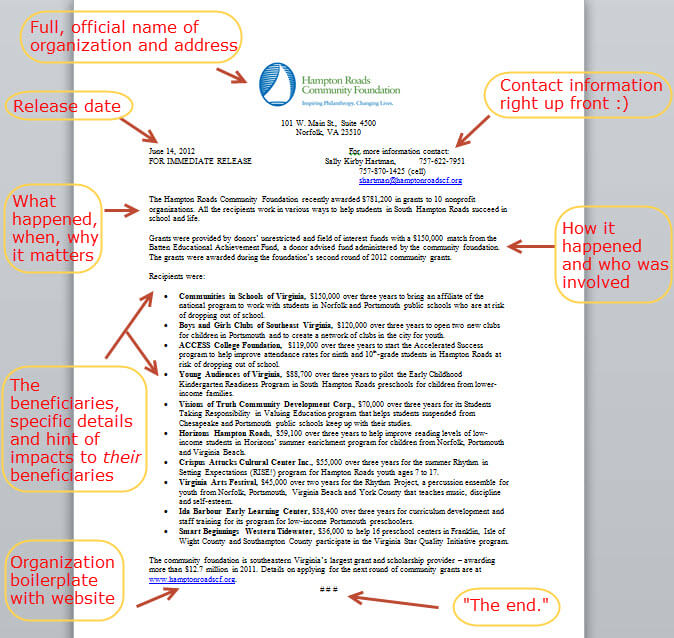 Full, official name of
organization and address
Hampton Roads
Community Foundation
Inspiring Philanthropy. Changing Lives.
Contact information
right up front :)
Release date
101 W. Main St., Suite 4500
Norfolk, VA 23510
June 14, 2012
FOR IMMEDIATE RELEASE
For more information contact:
Sally Kirby Hartman, 757-622-7951
757-870-1425 (cell)
shartman@hamptonroadscf.org
What
happened,
when, why
it matters
The Hampton Roads Community Foundation recently awarded $781,200 in grants to 10 nonprofit
organizations. All the recipients work in various ways to help students in South Hampton Roads succeed in
school and life.
How it
happened
and who was
involved
Grants were provided by donors' unrestricted and field of interest funds with a $150,000 match from the
Batten Educational Achievement Fund, a donor advised fund administered by the community foundation.
The grants were awarded during the foundation's second round of 2012 community grants.
Recipients were:
• Communities in Schools of Virginia, $150,000 over three years to bring an affiliate of the
national program to work with students in Norfolk and Portsmouth public schools who are at risk
of dropping out of school.
• Boys and Girls Clubs of Southeast Virginia, $120,000 over three years to open two new clubs
for children in Portsmouth and to create a network of clubs in the city for youth.
• ACCESS College Foundation, $119,000 over three years to start the Accelerated Success
program to help improve attendance rates for ninth and 10th-grade students in Hampton Roads at
risk of dropping out of school.
• Young Audiences of Virginia, $88,700 over three years to pilot the Early Childhood
Kindergarten Readiness Program in South Hampton Roads preschools for children from lower-
income families.
• Visions of Truth Community Development Corp., $70,000 over three years for its Students
Taking Responsibility in Valuing Education program that helps students suspended from
Chesapeake and Portsmouth public schools keep up with their studies.
• Horizons Hampton Roads, $59,100 over three years to help improve reading levels of low-
income students in Horizons' summer enrichment program for children from Norfolk, Portsmouth
and Virginia Beach.
• Crispus Attucks Cultural Center Inc., $55,000 over three years for the summer Rhythm in
Setting Expectations (RISE!) program for Hampton Roads youth ages 7 to 17.
• Virginia Arts Festival, $45,000 over two years for the Rhythm Project, a percussion ensemble for
youth from Norfolk, Portsmouth, Virginia Beach and York County that teaches music, discipline
and self-esteem.
• Ida Barbour Early Learning Center, $38,400 over three years for curriculum development and
staff training for its program for low-income Portsmouth preschoolers.
• Smart Beginnings Western Tidewater, $36,000 to help 16 preschool centers in Franklin, Isle of
Wight County and Southampton County participate in the Virginia Star Quality Initiative program.
The
beneficiaries,
specific details
and hint of
impacts to their
beneficiaries
Organization
boilerplate
with website
The community foundation is southeastern Virginia's largest grant and scholarship provider – awarding
more than $12.7 million in 2011. Details on applying for the next round of community grants are at
www.hamptonroadscf.org.
# # #
"The end."